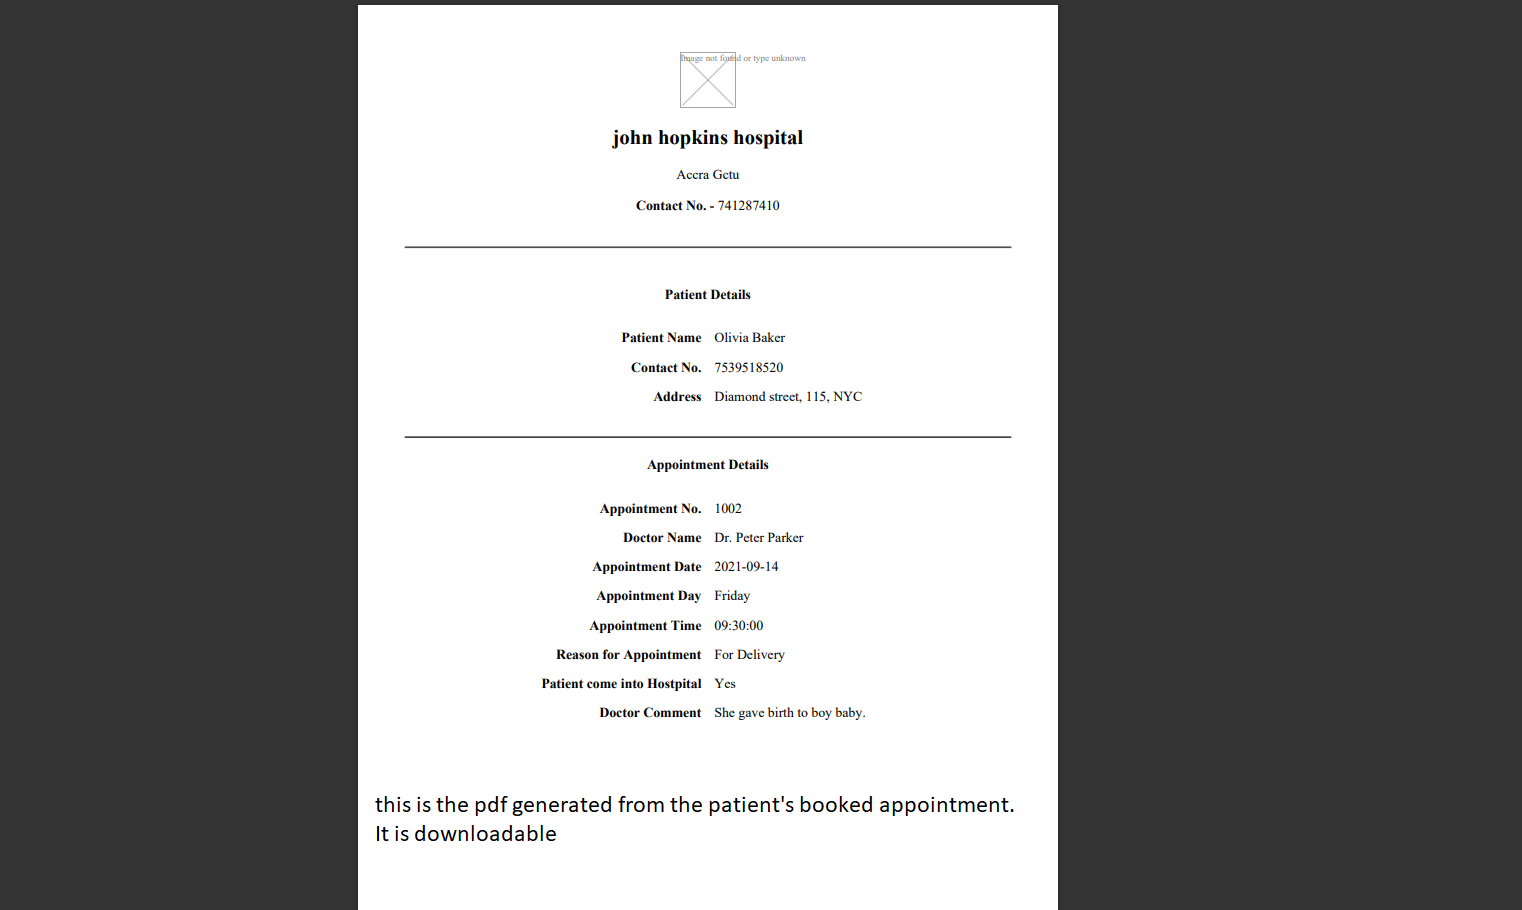 Image not found or type unknown
john hopkins hospital
Accra Gctu
Contact No. - 741287410
Patient Details
Patient Name Olivia Baker
Contact No. 7539518520
Address Diamond street, 115, NYC
Appointment Details
Appointment No. 1002
Doctor Name Dr. Peter Parker
Appointment Date 2021-09-14
Appointment Day Friday
Appointment Time 09:30:00
Reason for Appointment For Delivery
Patient come into Hostpital Yes
Doctor Comment She gave birth to boy baby.
this is the pdf generated from the patient's booked appointment.
It is downloadable